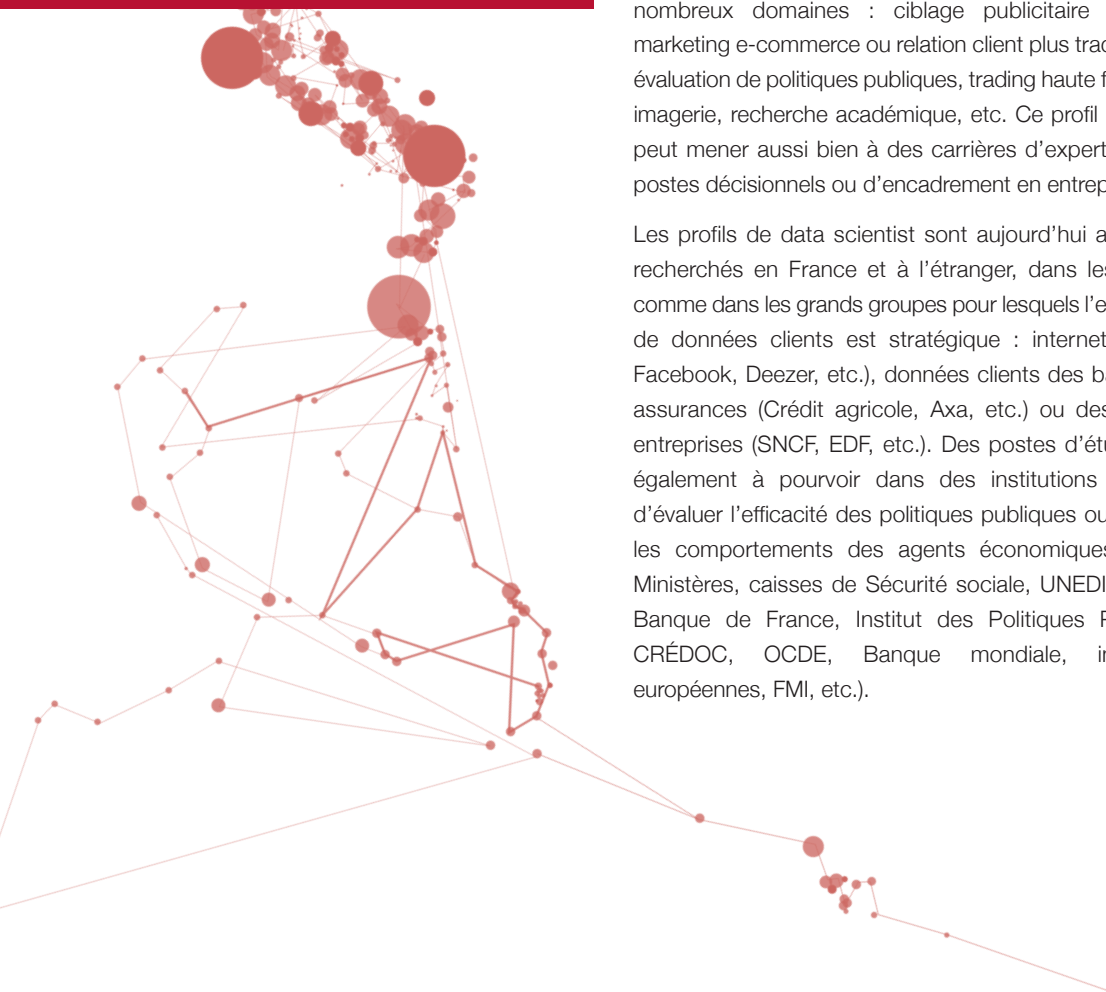 nombreux domaines : ciblage publicitaire
marketing e-commerce ou relation client plus trad
évaluation de politiques publiques, trading haute f
imagerie, recherche académique, etc. Ce profil
peut mener aussi bien à des carrières d'expert
postes décisionnels ou d'encadrement en entrep
Les profils de data scientist sont aujourd'hui a
recherchés en France et à l'étranger, dans les
comme dans les grands groupes pour lesquels l'e
de données clients est stratégique : internet
Facebook, Deezer, etc.), données clients des ba
assurances (Crédit agricole, Axa, etc.) ou des
entreprises (SNCF, EDF, etc.). Des postes d'étu
également à pourvoir dans des institutions
d'évaluer l'efficacité des politiques publiques ou
les comportements des agents économiques
Ministères, caisses de Sécurité sociale, UNEDI
Banque de France, Institut des Politiques P
CRÉDOC, OCDE, Banque mondiale, in
européennes, FMI, etc.).